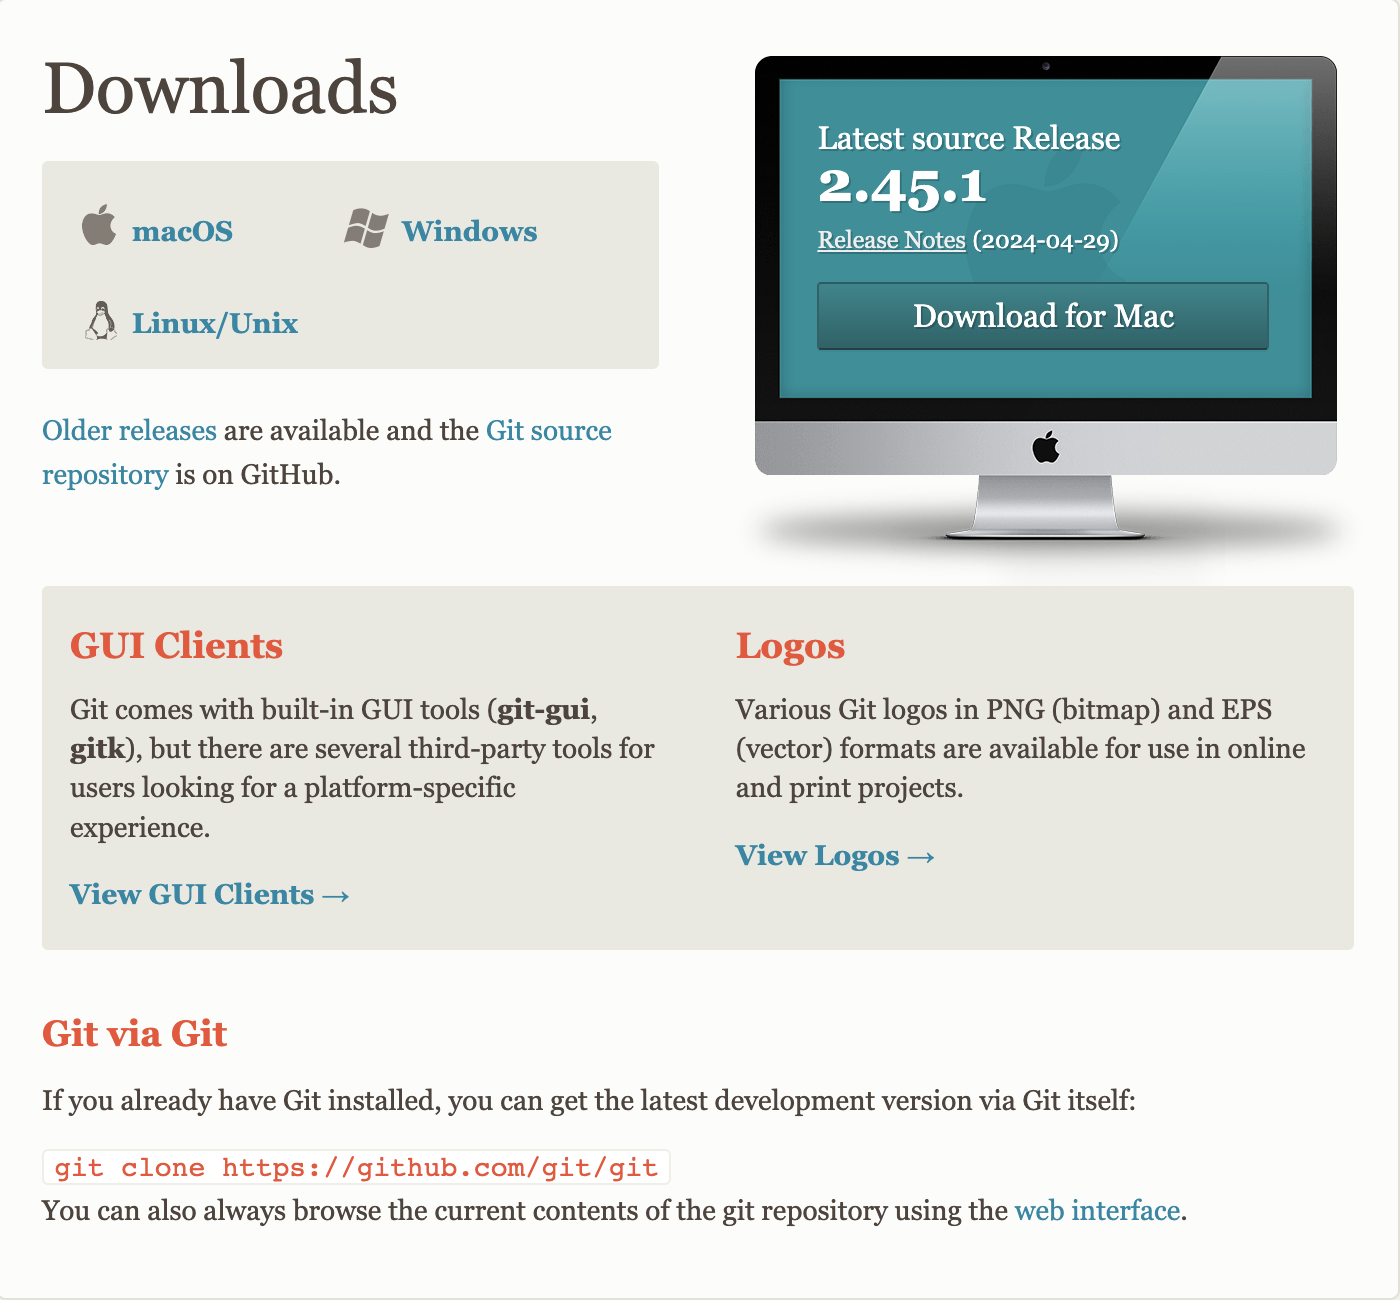 Downloads
macOS
Windows
Linux/Unix
Older releases are available and the Git source
repository is on GitHub.
Latest source Release
2.45.1
Release Notes (2024-04-29)
Download for Mac
GUI Clients
Git comes with built-in GUI tools (git-gui,
gitk), but there are several third-party tools for
users looking for a platform-specific
experience.
View GUI Clients →
Logos
Various Git logos in PNG (bitmap) and EPS
(vector) formats are available for use in online
and print projects.
View Logos →
Git via Git
If you already have Git installed, you can get the latest development version via Git itself:
git clone https://github.com/git/git
You can also always browse the current contents of the git repository using the web interface.